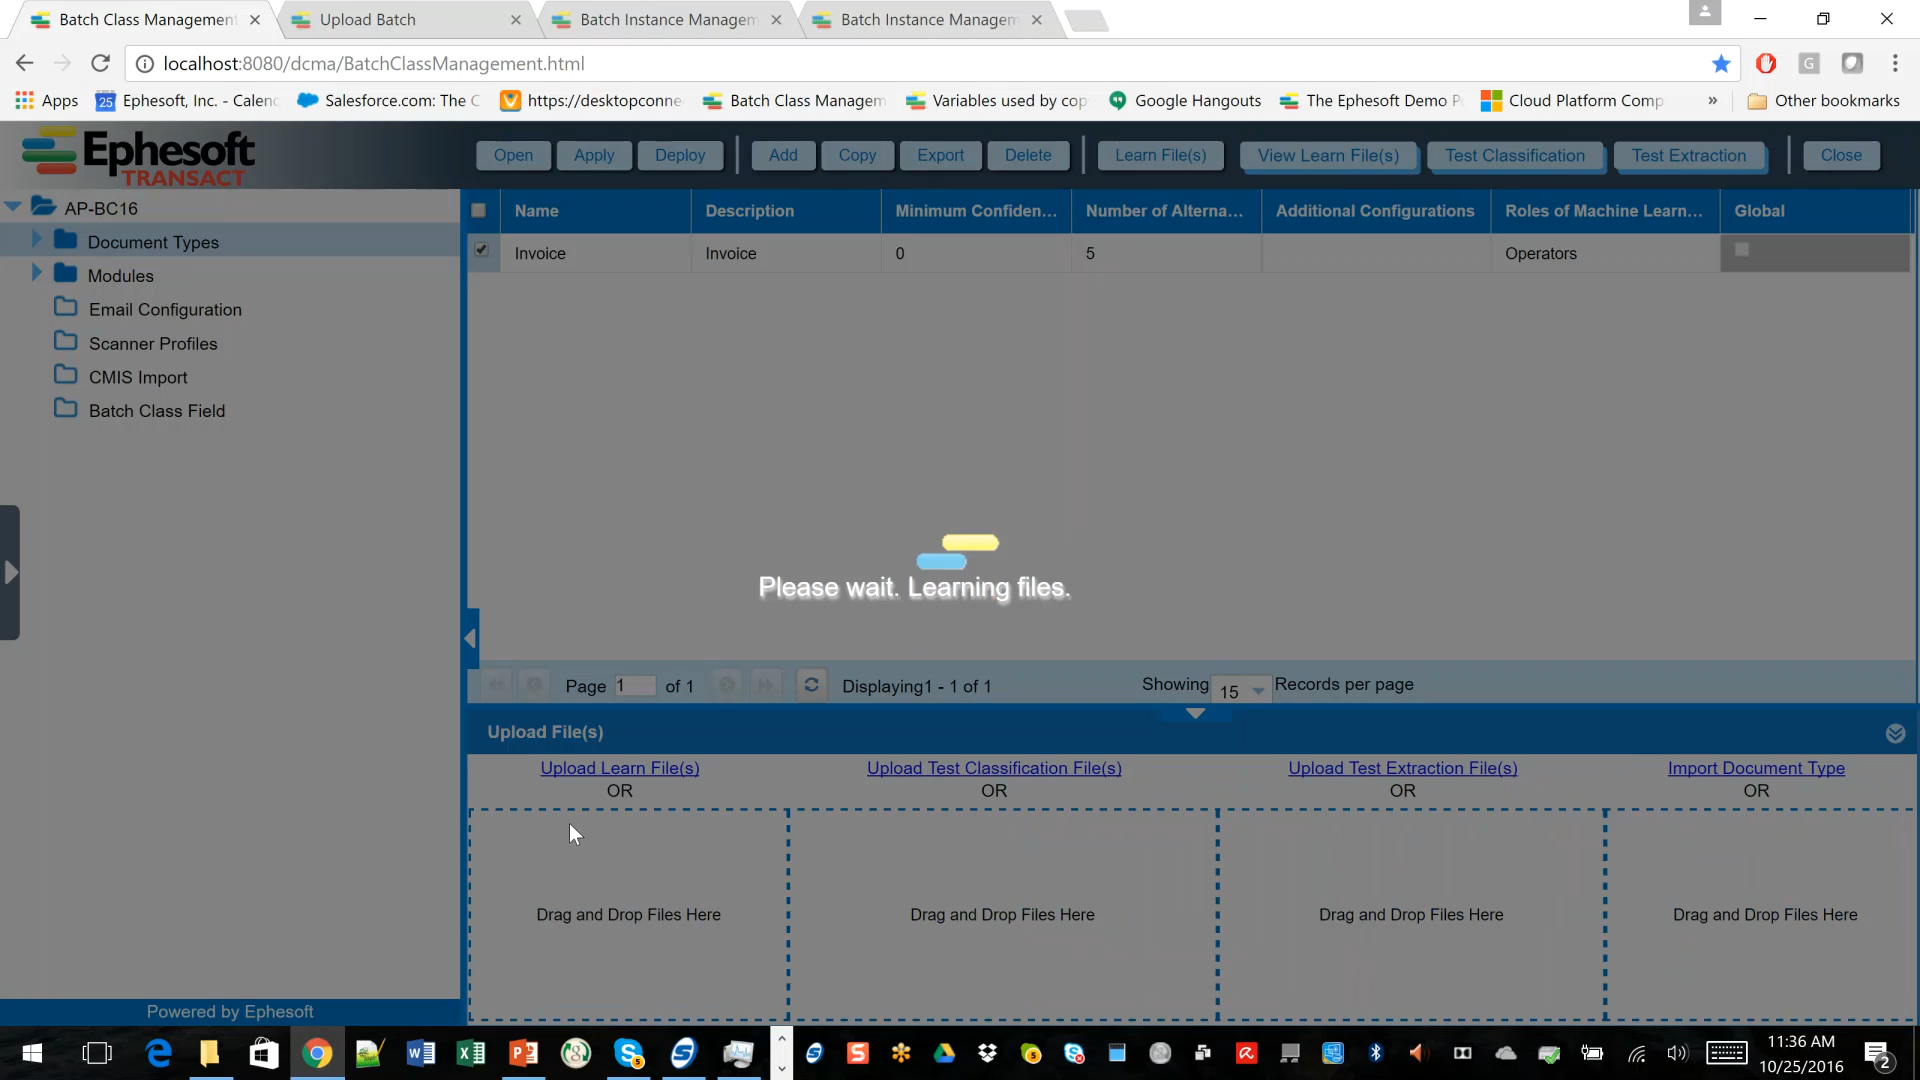 Batch Class Management
Upload Batch
Batch Instance Managem
Batch Instance Managem
localhost:8080/dcma/BatchClassManagement.html
Apps
25
Ephesoft, Inc. - Calenc
Salesforce.com: The C
https://desktopconne
Batch Class Managem
Variables used by cop
Google Hangouts
The Ephesoft Demo P
Cloud Platform Comp
»
Other bookmarks
Ephesoft
TRANSACT
Open
Apply
Deploy
Add
Copy
Export
Delete
Learn File(s)
View Learn File(s)
Test Classification
Test Extraction
Close
AP-BC16
Document Types
Modules
Email Configuration
Scanner Profiles
CMIS Import
Batch Class Field
Name
Description
Minimum Confiden...
Number of Alterna...
Additional Configurations
Roles of Machine Learn...
Global
Invoice
Invoice
0
5
Operators
Please wait. Learning files.
Page 1 of 1
Displaying1 - 1 of 1
Showing 15 Records per page
Upload File(s)
Upload Learn File(s)
OR
Drag and Drop Files Here
Upload Test Classification File(s)
OR
Drag and Drop Files Here
Upload Test Extraction File(s)
OR
Drag and Drop Files Here
Import Document Type
OR
Drag and Drop Files Here
Powered by Ephesoft
11:36 AM
10/25/2016
2